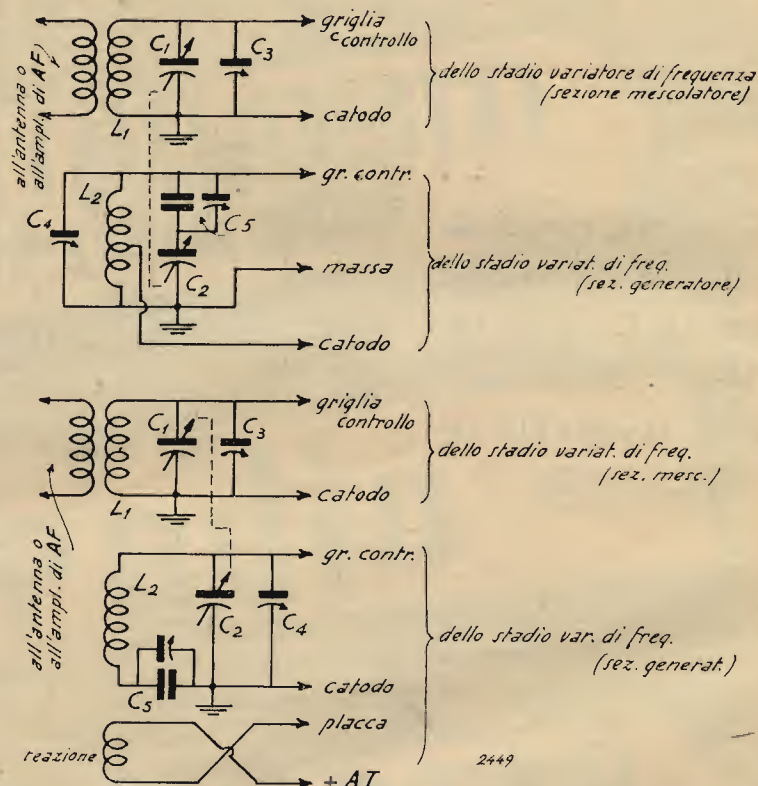 griglia
controllo
C1
C3
all'antenna o
all'ampl. di AF
dello stadio variatore di frequenza
(sezione mescolatore)
catodo
L1
gr. contr.
L2
C4
C5
C2
massa
dello stadio variat. di freq.
(sez. generatore)
catodo
griglia
controllo
C1
C3
dello stadio variat. di freq.
(sez. mesc.)
catodo
L1
all'antenna o
all'ampl. di AF
gr. contr.
L2
C2
C4
dello stadio var. di freq.
(sez. generat.)
C5
catodo
placca
reazione
2449
+ AT